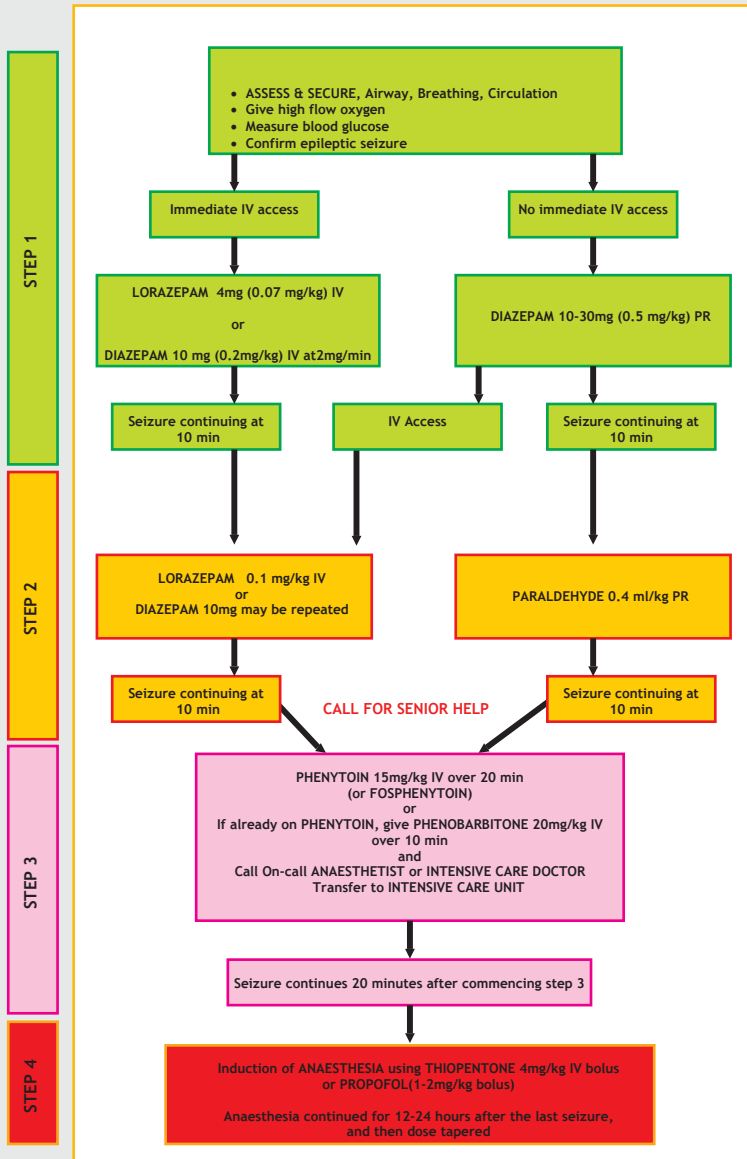 STEP 1
• ASSESS & SECURE, Airway, Breathing, Circulation
• Give high flow oxygen
• Measure blood glucose
• Confirm epileptic seizure
Immediate IV access
No immediate IV access
LORAZEPAM 4mg (0.07 mg/kg) IV
or
DIAZEPAM 10 mg (0.2mg/kg) IV at2mg/min
DIAZEPAM 10-30mg (0.5 mg/kg) PR
Seizure continuing at
10 min
IV Access
Seizure continuing at
10 min
STEP 2
LORAZEPAM 0.1 mg/kg IV
or
DIAZEPAM 10mg may be repeated
PARALDEHYDE 0.4 ml/kg PR
Seizure continuing at
10 min
CALL FOR SENIOR HELP
Seizure continuing at
10 min
STEP 3
PHENYTOIN 15mg/kg IV over 20 min
(or FOSPHENYTOIN)
or
If already on PHENYTOIN, give PHENOBARBITONE 20mg/kg IV
over 10 min
and
Call On-call ANAESTHETIST or INTENSIVE CARE DOCTOR
Transfer to INTENSIVE CARE UNIT
Seizure continues 20 minutes after commencing step 3
STEP 4
Induction of ANAESTHESIA using THIOPENTONE 4mg/kg IV bolus
or PROPOFOL(1-2mg/kg bolus)
Anaesthesia continued for 12-24 hours after the last seizure,
and then dose tapered